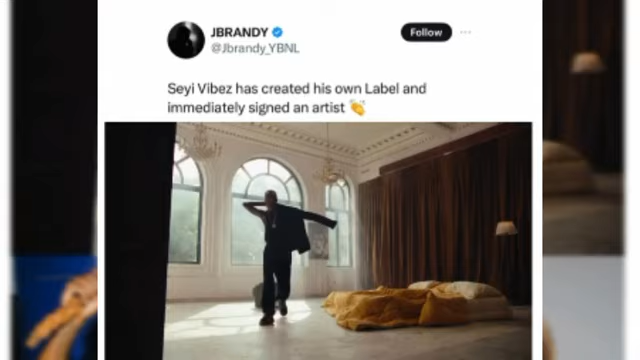 JBRANDY
Follow
@Jbrandy_YBNL
Seyi Vibez has created his own Label and
immediately signed an artist 👏